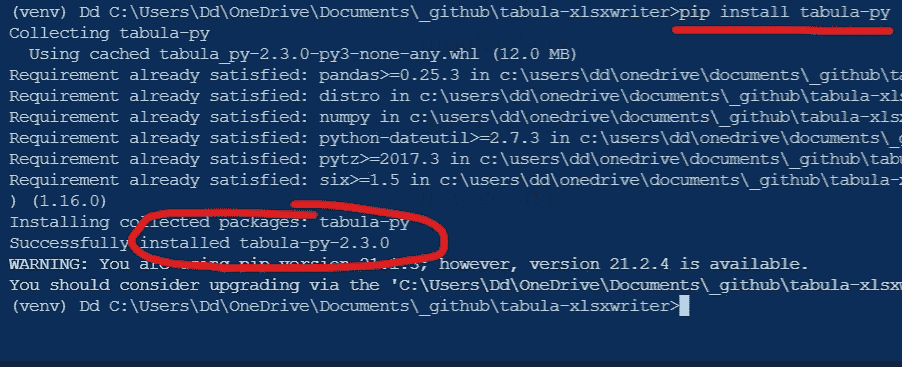 (venv) Dd C:\Users\Dd\OneDrive\Documents\_github\tabula-xlsxwriter>pip install tabula-py
Collecting tabula-py
Using cached tabula_py-2.3.0-py3-none-any.whl (12.0 MB)
Requirement already satisfied: pandas>=0.25.3 in c:\users\dd\onedrive\documents\_github\ta
Requirement already satisfied: distro in c:\users\dd\onedrive\documents\_github\tabula-xls
Requirement already satisfied: numpy in c:\users\dd\onedrive\documents\_github\tabula-xlsx
Requirement already satisfied: python-dateutil>=2.7.3 in c:\users\dd\onedrive\documents\_g
Requirement already satisfied: pytz>=2017.3 in c:\users\dd\onedrive\documents\_github\tabu
Requirement already satisfied: six>=1.5 in c:\users\dd\onedrive\documents\_github\tabula-x
) (1.16.0)
Installing collected packages: tabula-py
Successfully installed tabula-py-2.3.0
WARNING: You are using pip version however, version 21.2.4 is available.
You should consider upgrading via the 'C:\Users\Dd\OneDrive\Documents\_github\tabula-xlsxw
(venv) Dd C:\Users\Dd\OneDrive\Documents\_github\tabula-xlsxwriter>